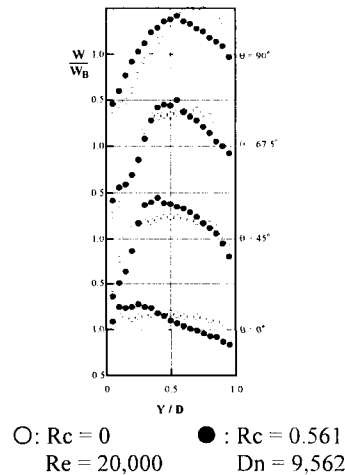 W
W_B
1.0
θ = 90°
0.5
1.0
67.5°
0.5
1.0
θ = 45°
0.5
1.0
θ = 0°
0.5
0
0.5
1.0
Y / D
○: Rc = 0 ●: Rc = 0.561
Re = 20,000 Dn = 9,562